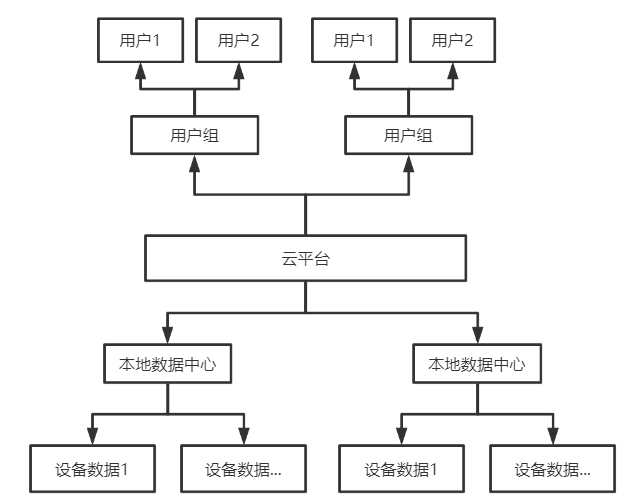 用户1
用户2
用户1
用户2
用户组
用户组
云平台
本地数据中心
本地数据中心
设备数据1
设备数据...
设备数据1
设备数据...